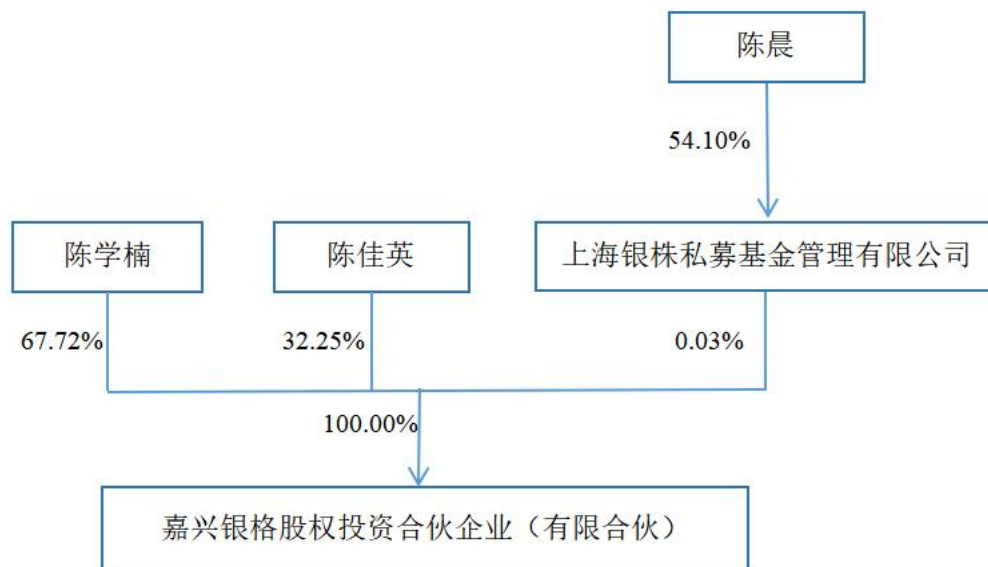 陈晨
54.10%
陈学楠
陈佳英
上海银株私募基金管理有限公司
67.72%
32.25%
0.03%
100.00%
嘉兴银格股权投资合伙企业（有限合伙）